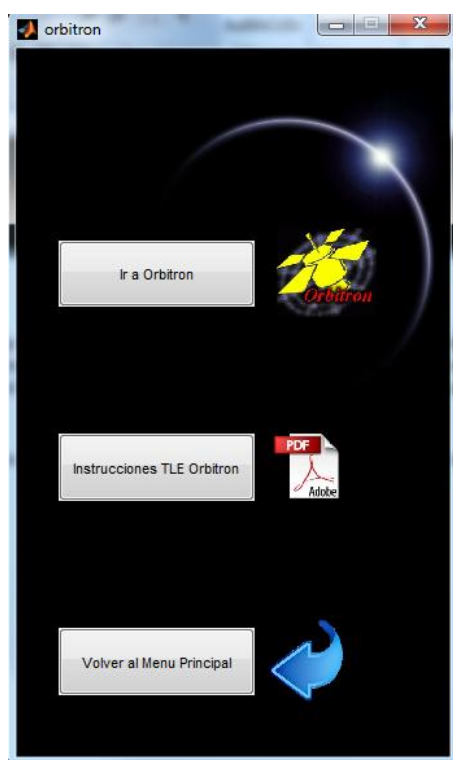 orbitron
Ir a Orbitron
Orbitron
Instrucciones TLE Orbitron
PDF
Adobe
Volver al Menu Principal